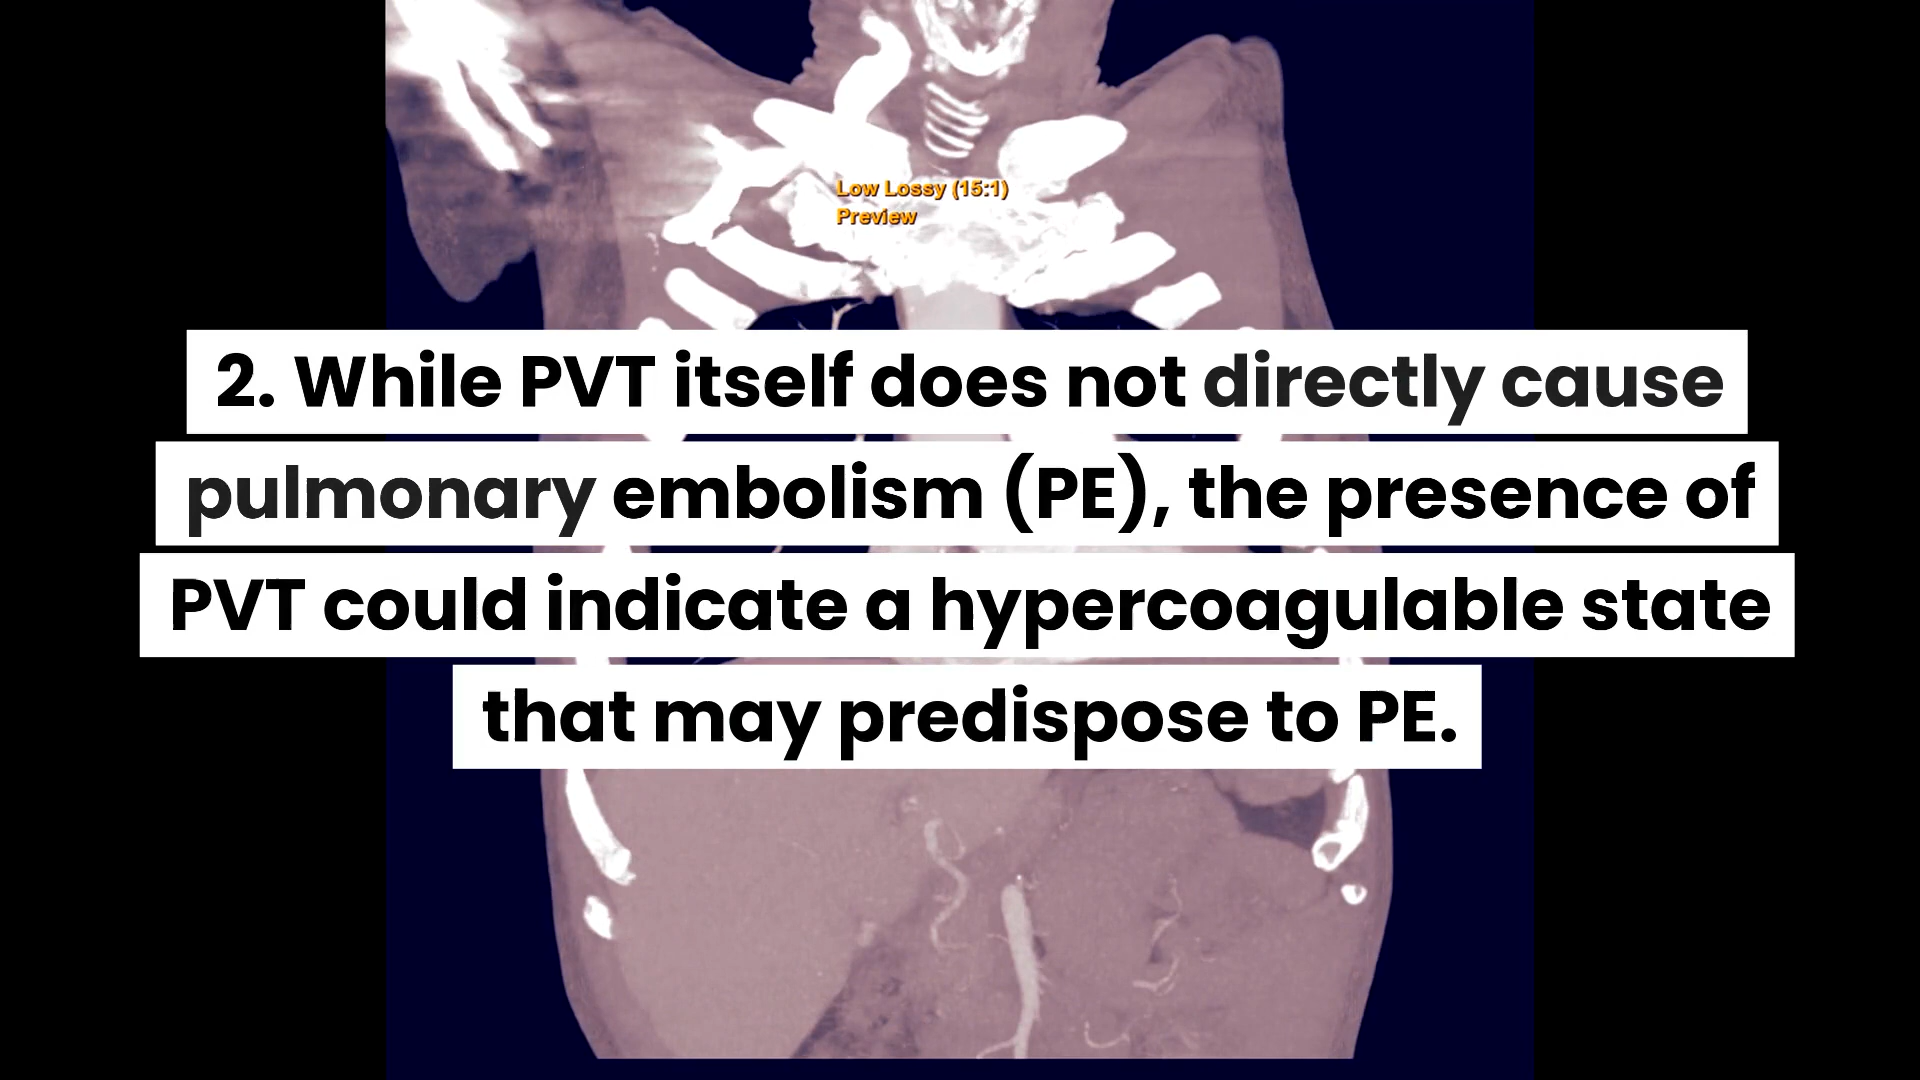 Low Lossy (15:1)
Preview
2. While PVT itself does not directly cause
pulmonary embolism (PE), the presence of
PVT could indicate a hypercoagulable state
that may predispose to PE.